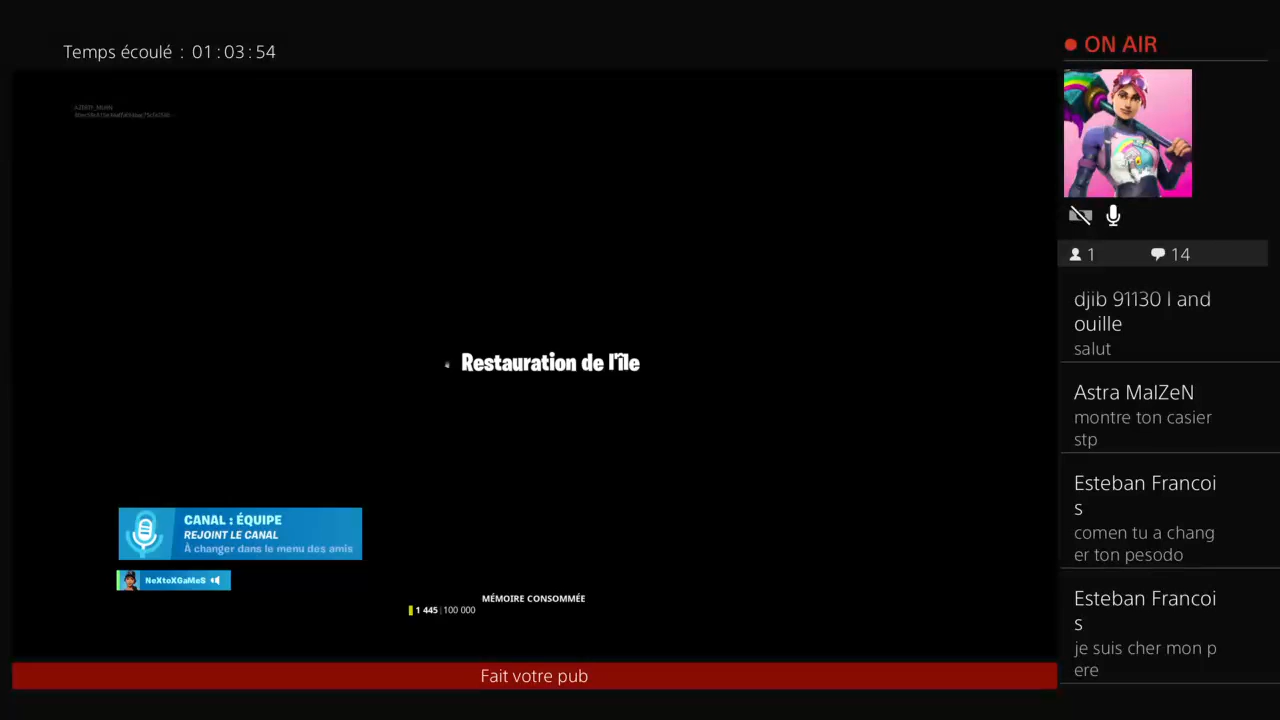 Temps écoulé : 01:03:54
ON AIR
1
14
djib 91130 l and
ouille
salut
Astra MalZeN
montre ton casier
stp
Esteban Francoi
s
comen tu a chang
er ton pesodo
Esteban Francoi
s
je suis cher mon p
ere
Restauration de l'île
CANAL : ÉQUIPE
REJOINT LE CANAL
À changer dans le menu des amis
NeXtoXGaMeS
MÉMOIRE CONSOMMÉE
1 445 | 100 000
Fait votre pub